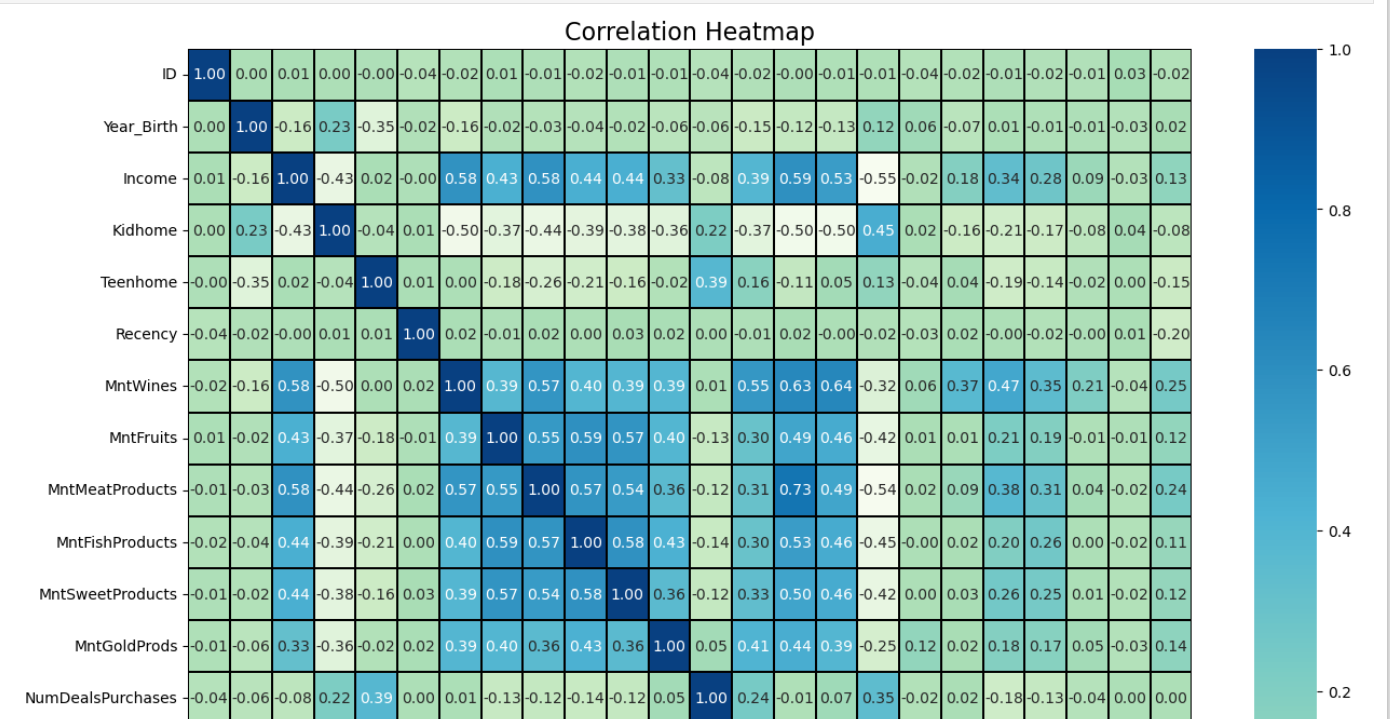 Correlation Heatmap
ID 1.00 0.00 0.01 0.00 -0.00 -0.04 -0.02 0.01 -0.01 -0.02 -0.01 -0.01 -0.04 -0.02 -0.00 -0.01 -0.01 -0.04 -0.02 -0.01 -0.02 -0.01 0.03 -0.02
Year_Birth 0.00 1.00 -0.16 0.23 -0.35 -0.02 -0.16 -0.02 -0.03 -0.04 -0.02 -0.06 -0.06 -0.15 -0.12 -0.13 0.12 0.06 -0.07 0.01 -0.01 -0.01 -0.03 0.02
Income 0.01 -0.16 1.00 -0.43 0.02 -0.00 0.58 0.43 0.58 0.44 0.44 0.33 -0.08 0.39 0.59 0.53 -0.55 -0.02 0.18 0.34 0.28 0.09 -0.03 0.13
Kidhome 0.00 0.23 -0.43 1.00 -0.04 0.01 -0.50 -0.37 -0.44 -0.39 -0.38 -0.36 0.22 -0.37 -0.50 -0.50 0.45 0.02 -0.16 -0.21 -0.17 -0.08 0.04 -0.08
Teenhome -0.00 -0.35 0.02 -0.04 1.00 0.01 0.00 -0.18 -0.26 -0.21 -0.16 -0.02 0.39 0.16 -0.11 0.05 0.13 -0.04 0.04 -0.19 -0.14 -0.02 0.00 -0.15
Recency -0.04 -0.02 -0.00 0.01 0.01 1.00 0.02 -0.01 0.02 0.00 0.03 0.02 0.00 -0.01 0.02 -0.00 -0.02 -0.03 0.02 -0.00 -0.02 -0.00 0.01 -0.20
MntWines -0.02 -0.16 0.58 -0.50 0.00 0.02 1.00 0.39 0.57 0.40 0.39 0.39 0.01 0.55 0.63 0.64 -0.32 0.06 0.37 0.47 0.35 0.21 -0.04 0.25
MntFruits 0.01 -0.02 0.43 -0.37 -0.18 -0.01 0.39 1.00 0.55 0.59 0.57 0.40 -0.13 0.30 0.49 0.46 -0.42 0.01 0.01 0.21 0.19 -0.01 -0.01 0.12
MntMeatProducts -0.01 -0.03 0.58 -0.44 -0.26 0.02 0.57 0.55 1.00 0.57 0.54 0.36 -0.12 0.31 0.73 0.49 -0.54 0.02 0.09 0.38 0.31 0.04 -0.02 0.24
MntFishProducts -0.02 -0.04 0.44 -0.39 -0.21 0.00 0.40 0.59 0.57 1.00 0.58 0.43 -0.14 0.30 0.53 0.46 -0.45 -0.00 0.02 0.20 0.26 0.00 -0.02 0.11
MntSweetProducts -0.01 -0.02 0.44 -0.38 -0.16 0.03 0.39 0.57 0.54 0.58 1.00 0.36 -0.12 0.33 0.50 0.46 -0.42 0.00 0.03 0.26 0.25 0.01 -0.02 0.12
MntGoldProds -0.01 -0.06 0.33 -0.36 -0.02 0.02 0.39 0.40 0.36 0.43 0.36 1.00 0.05 0.41 0.44 0.39 -0.25 0.12 0.02 0.18 0.17 0.05 -0.03 0.14
NumDealsPurchases -0.04 -0.06 -0.08 0.22 0.39 0.00 0.01 -0.13 -0.12 -0.14 -0.12 0.05 1.00 0.24 -0.01 0.07 0.35 -0.02 0.02 -0.18 -0.13 -0.04 0.00 0.00
1.0
0.8
0.6
0.4
0.2